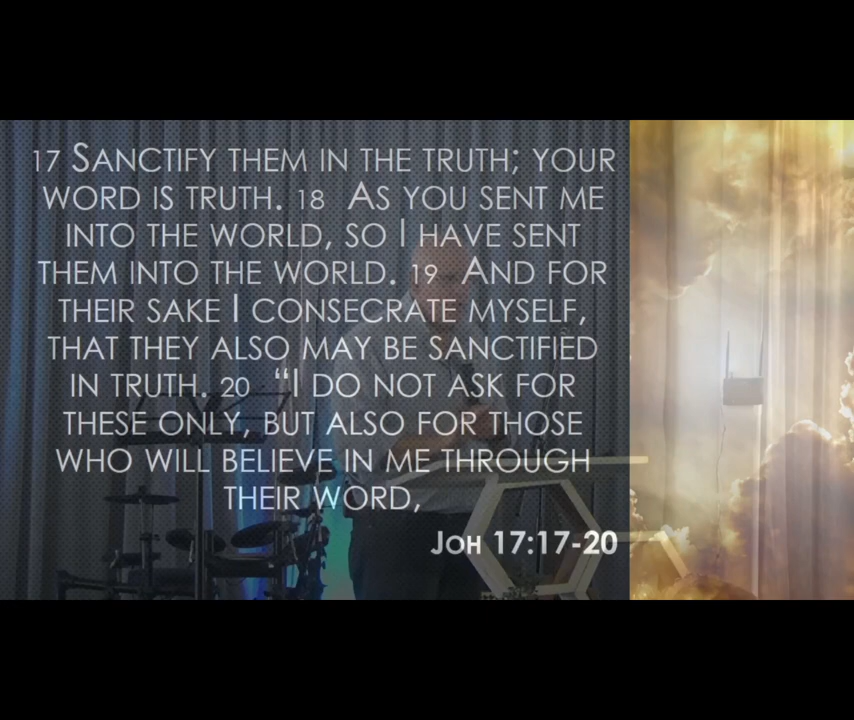 17 Sanctify them in the truth; your
word is truth. 18 As you sent me
into the world, so I have sent
them into the world. 19 And for
their sake I consecrate myself,
that they also may be sanctified
in truth. 20 “I do not ask for
these only, but also for those
who will believe in me through
their word,
Joh 17:17-20